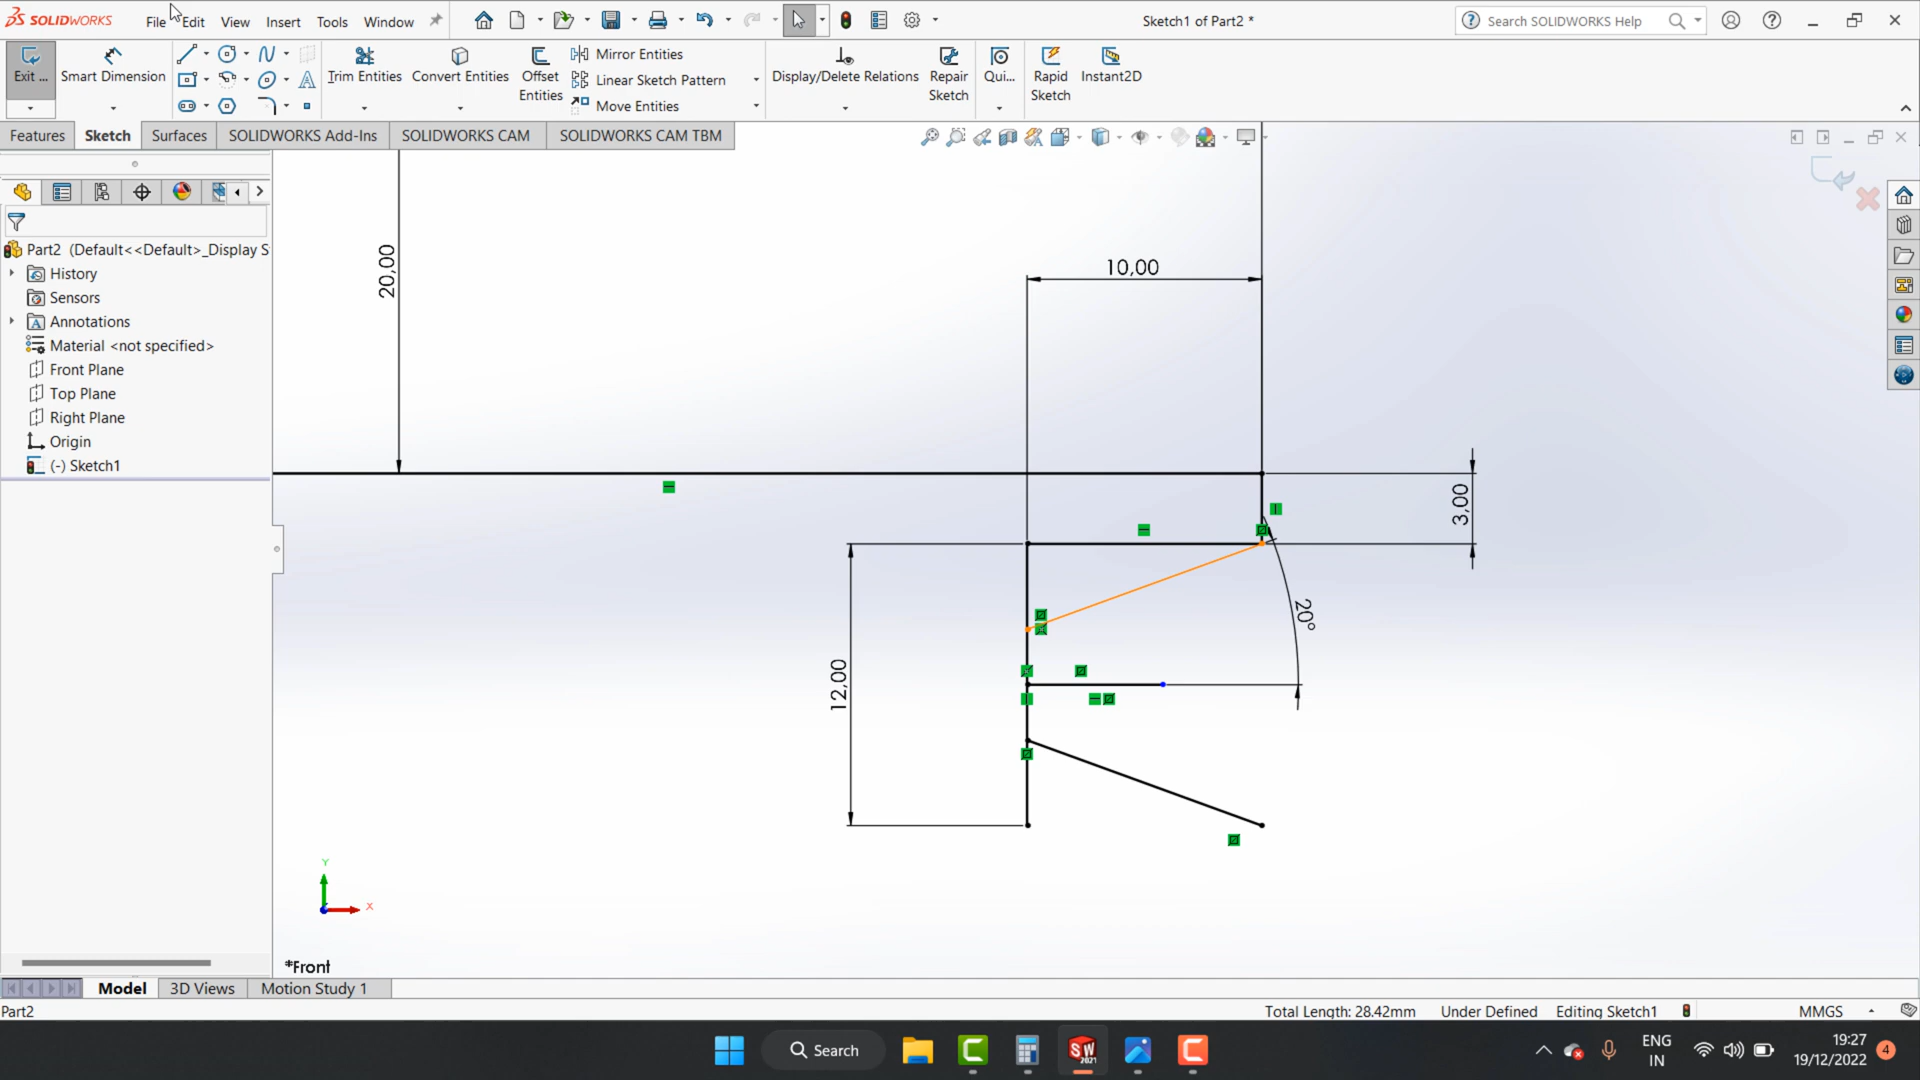 SOLIDWORKS File Edit View Insert Tools Window Sketch1 of Part2 * Search SOLIDWORKS Help
Exit ... Smart Dimension Trim Entities Convert Entities Offset Entities Mirror Entities Linear Sketch Pattern Move Entities Display/Delete Relations Repair Sketch Qui... Rapid Sketch Instant2D
Features Sketch Surfaces SOLIDWORKS Add-Ins SOLIDWORKS CAM SOLIDWORKS CAM TBM
Part2 (Default<<Default>_Display S
History
Sensors
Annotations
Material <not specified>
Front Plane
Top Plane
Right Plane
Origin
(-) Sketch1
20,00
10,00
3,00
20°
12,00
Y
X
*Front
Model 3D Views Motion Study 1
Part2 Total Length: 28.42mm Under Defined Editing Sketch1 MMGS
Search SW 2021 ENG IN 19:27 19/12/2022 4